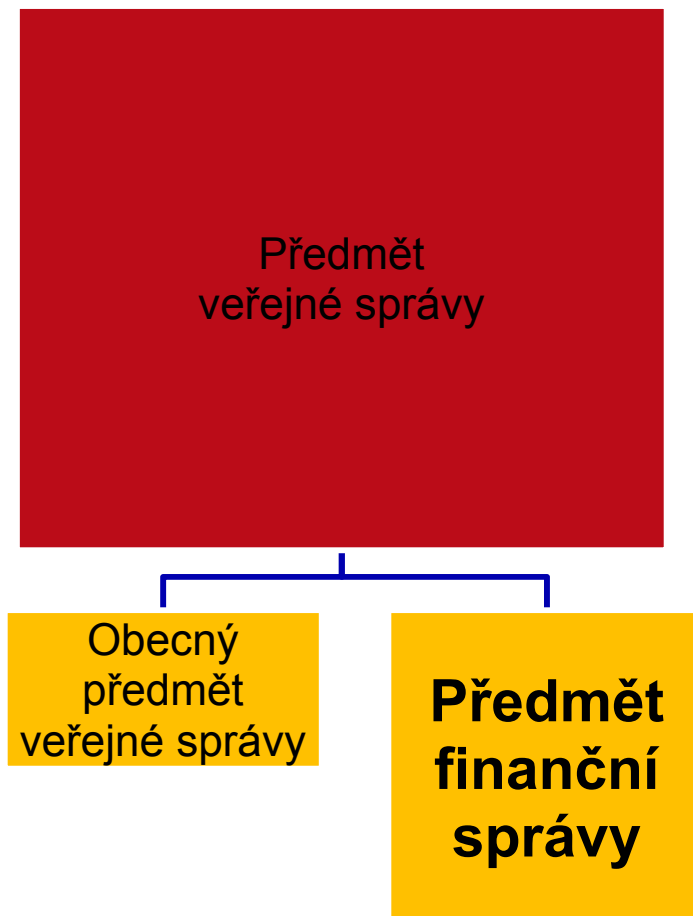 Předmět
veřejné správy
Obecný
předmět
veřejné správy
Předmět
finanční
správy